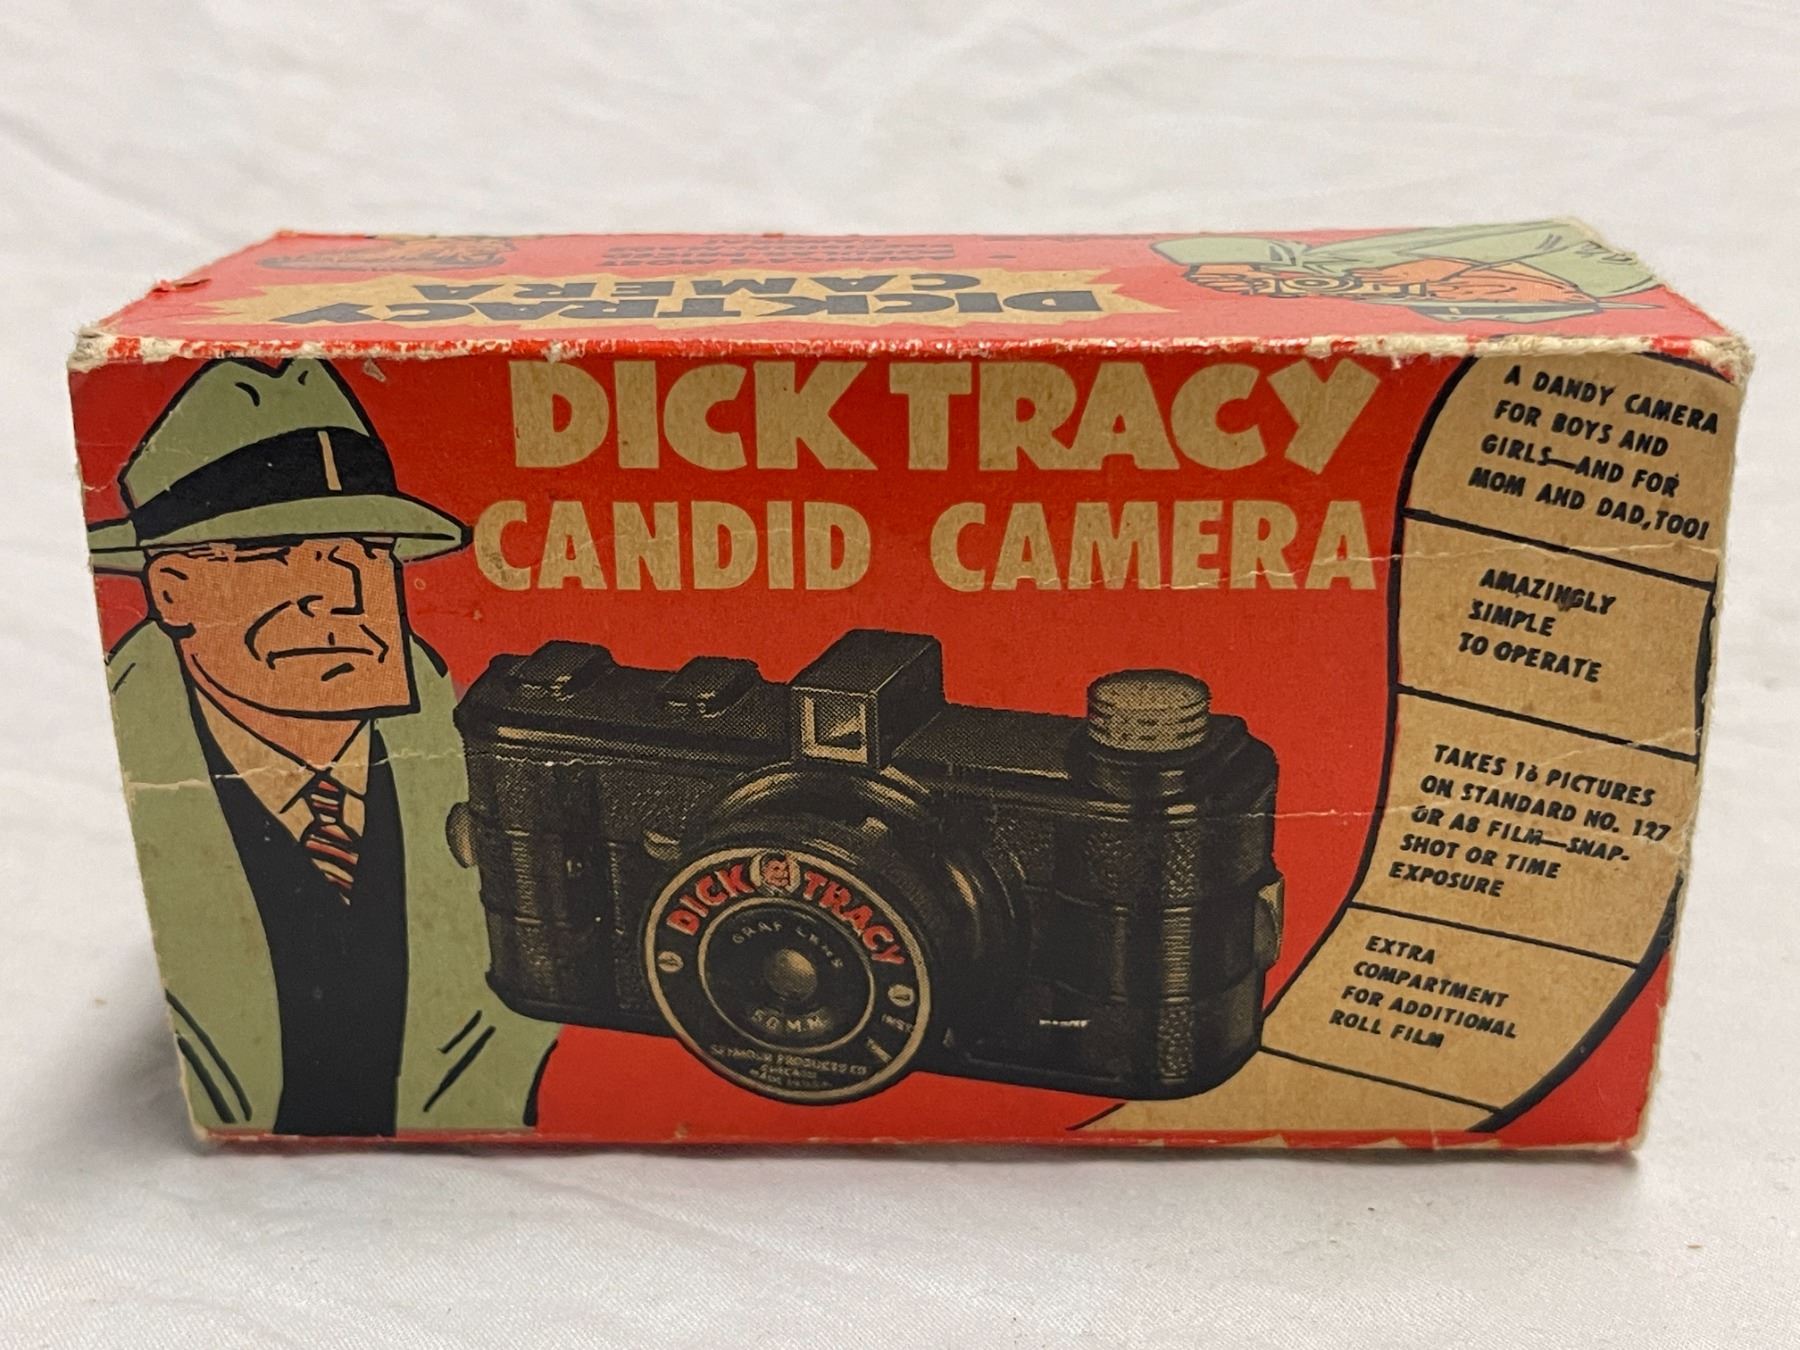 DICK TRACY
CAMERA
DICK TRACY
CANDID CAMERA
A DANDY CAMERA
FOR BOYS AND
GIRLS—AND FOR
MOM AND DAD, TOO!
AMAZINGLY
SIMPLE
TO OPERATE
TAKES 16 PICTURES
ON STANDARD NO. 127
OR A8 FILM—SNAP-
SHOT OR TIME
EXPOSURE
EXTRA
COMPARTMENT
FOR ADDITIONAL
ROLL FILM
DICK TRACY
GRAF LENS
50 M.M.
INST
SEYMOUR PRODUCTS CO
CHICAGO